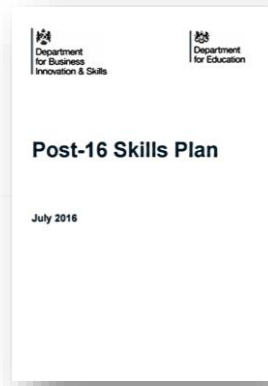 Department
for Business
Innovation & Skills
Department
for Education
Post-16 Skills Plan
July 2016